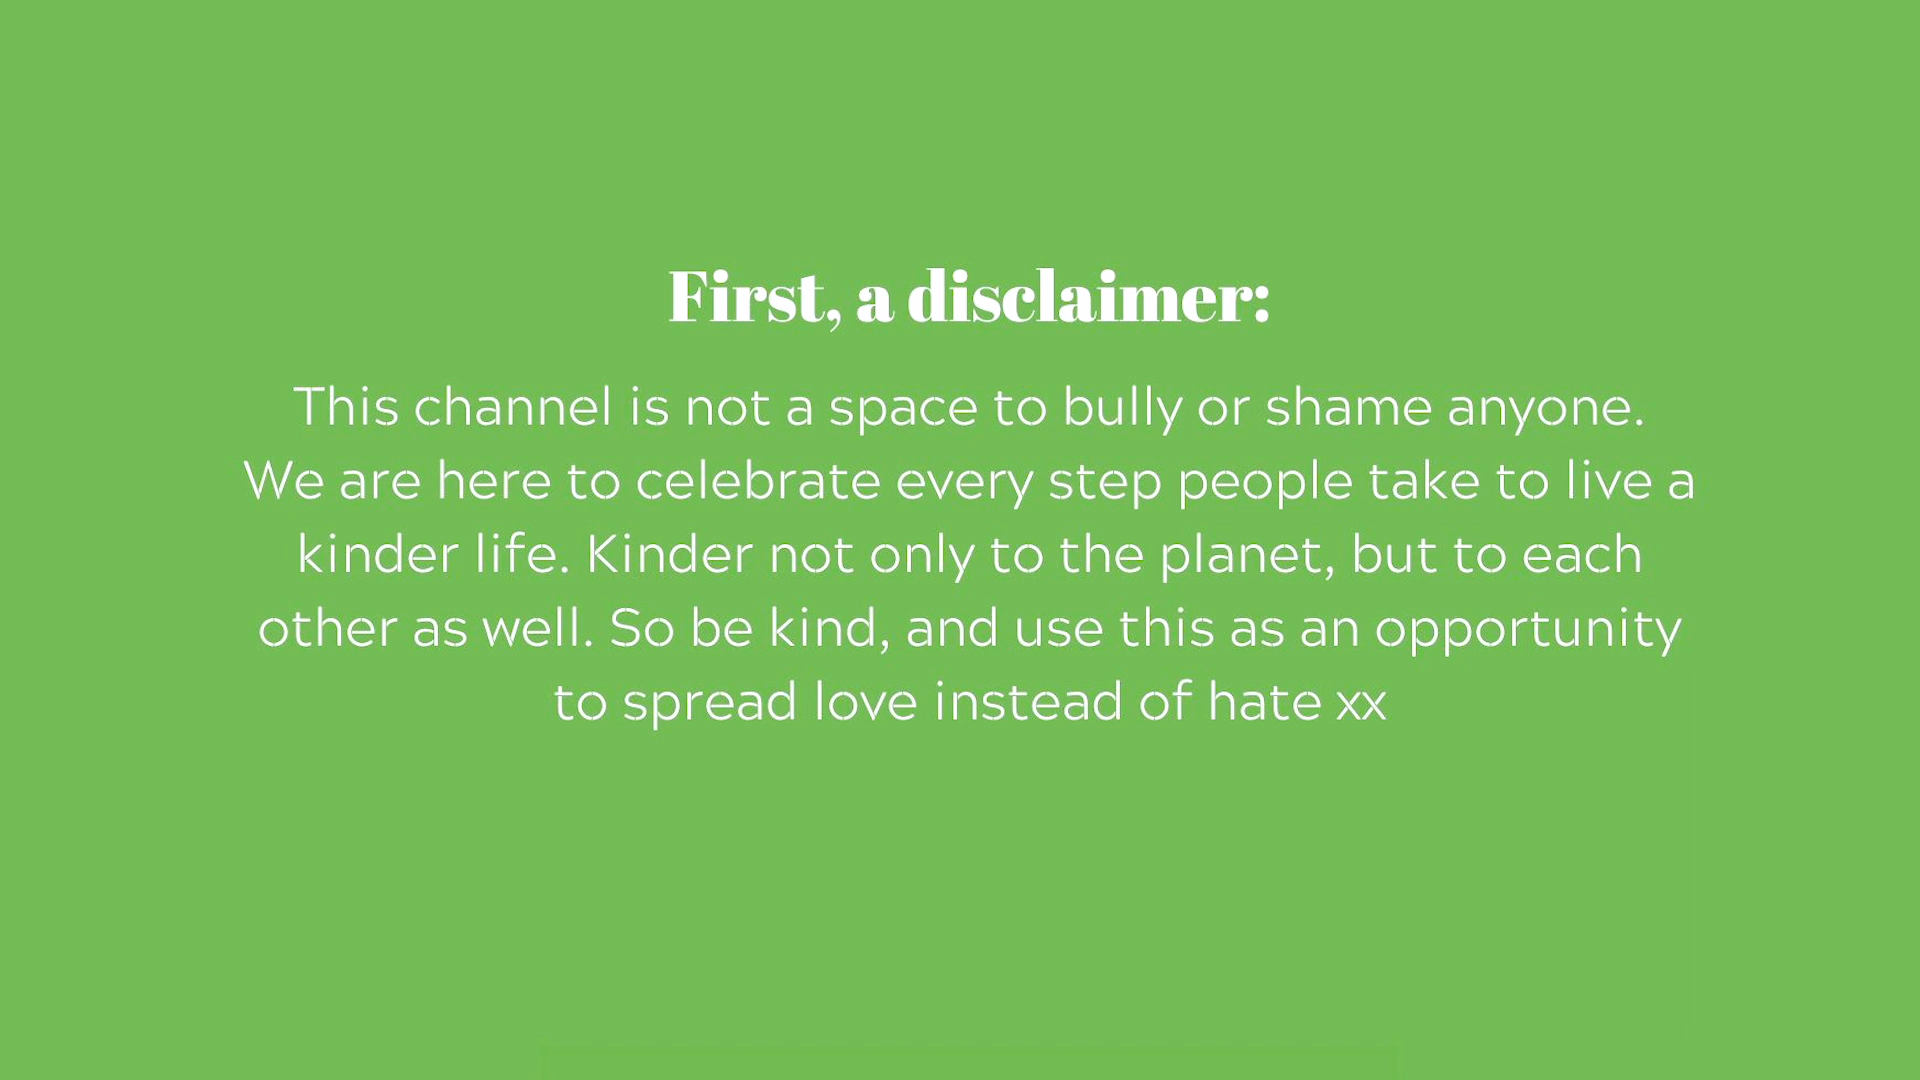 First, a disclaimer:
This channel is not a space to bully or shame anyone.
We are here to celebrate every step people take to live a
kinder life. Kinder not only to the planet, but to each
other as well. So be kind, and use this as an opportunity
to spread love instead of hate xx